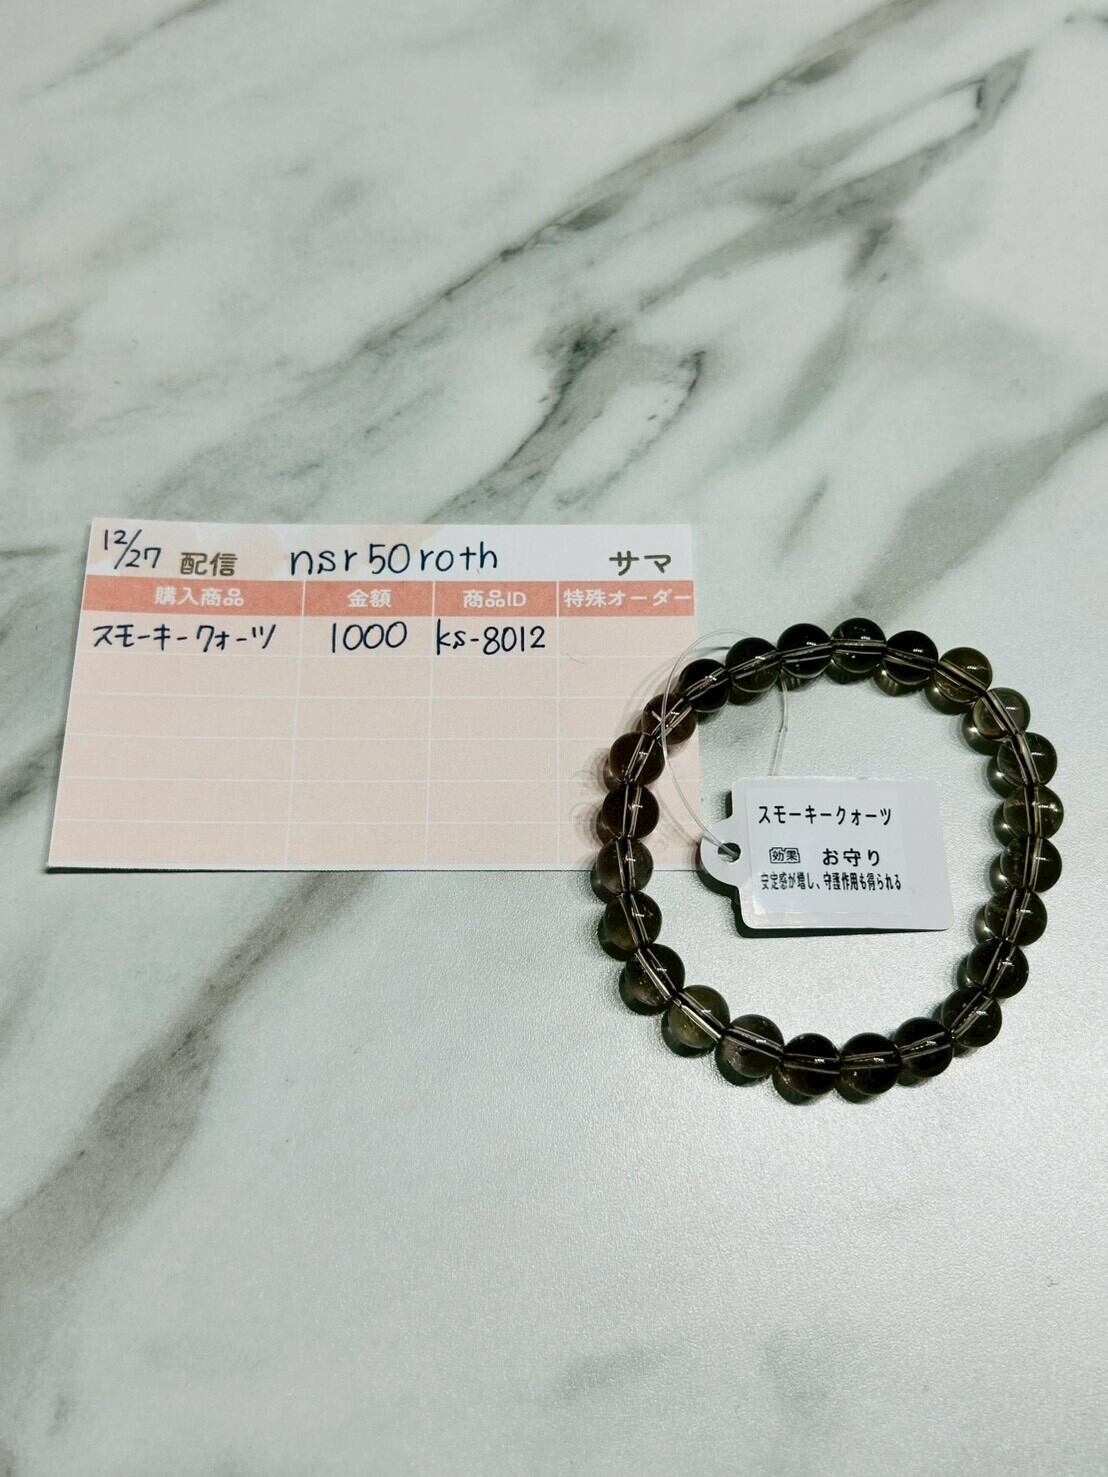 12/27 配信 nsr50roth サマ
購入商品 金額 商品ID 特殊オーダー
スモーキークォーツ 1000 ks-8012
スモーキークォーツ
効果 お守り
安定感が増し、守護作用も得られる